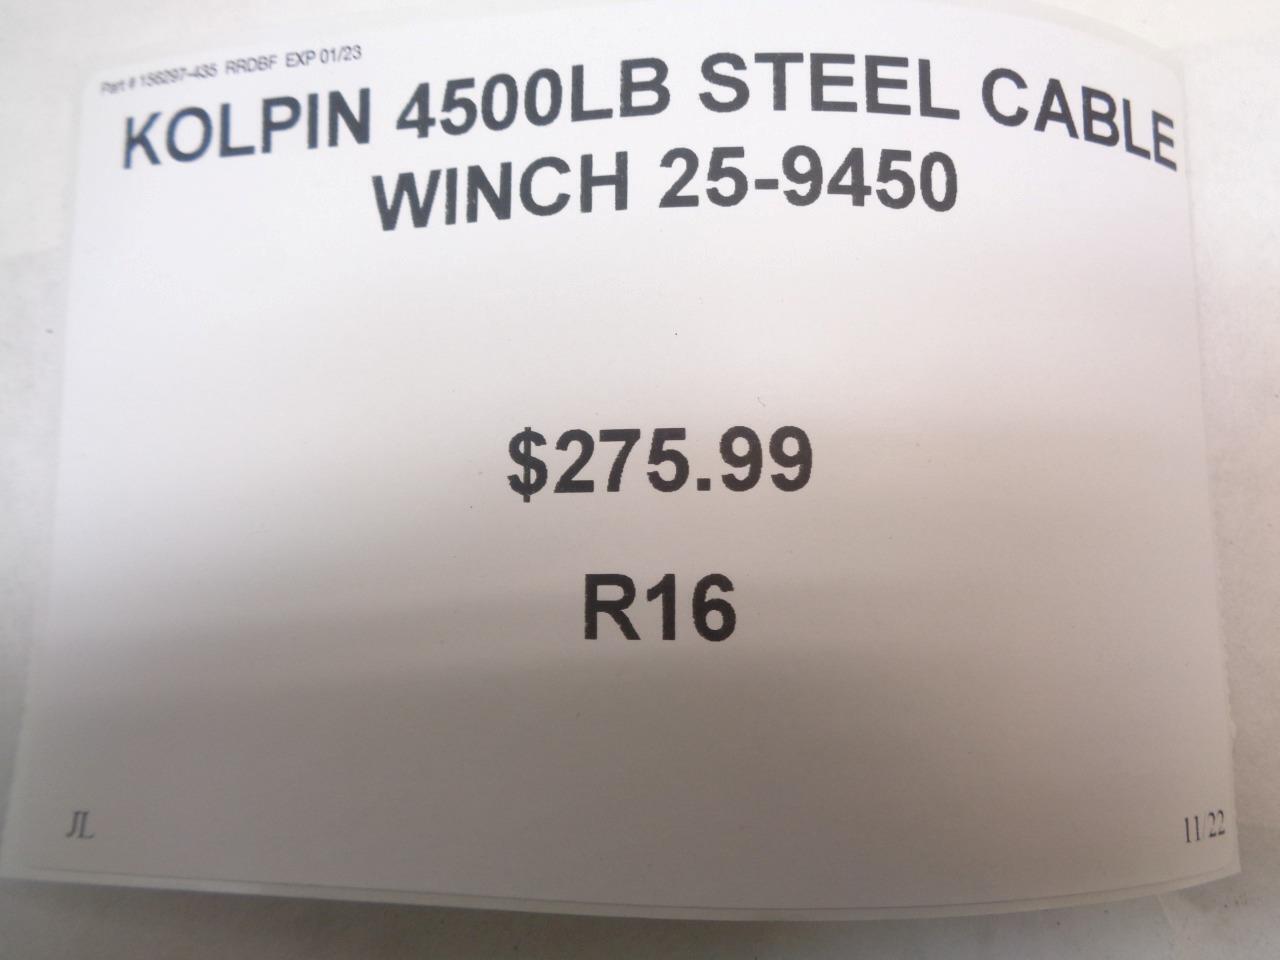 Part # 156297-435 RRDBF EXP 01/23
KOLPIN 4500LB STEEL CABLE
WINCH 25-9450
$275.99
R16
JL
11/22